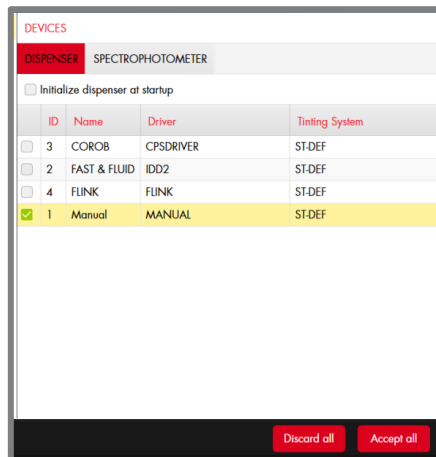 DEVICES
DISPENSER SPECTROPHOTOMETER
Initialize dispenser at startup
ID Name Driver Tinting System
3 COROB CPSDRIVER ST-DEF
2 FAST & FLUID IDD2 ST-DEF
4 FLINK FLINK ST-DEF
1 Manual MANUAL ST-DEF
Discard all Accept all